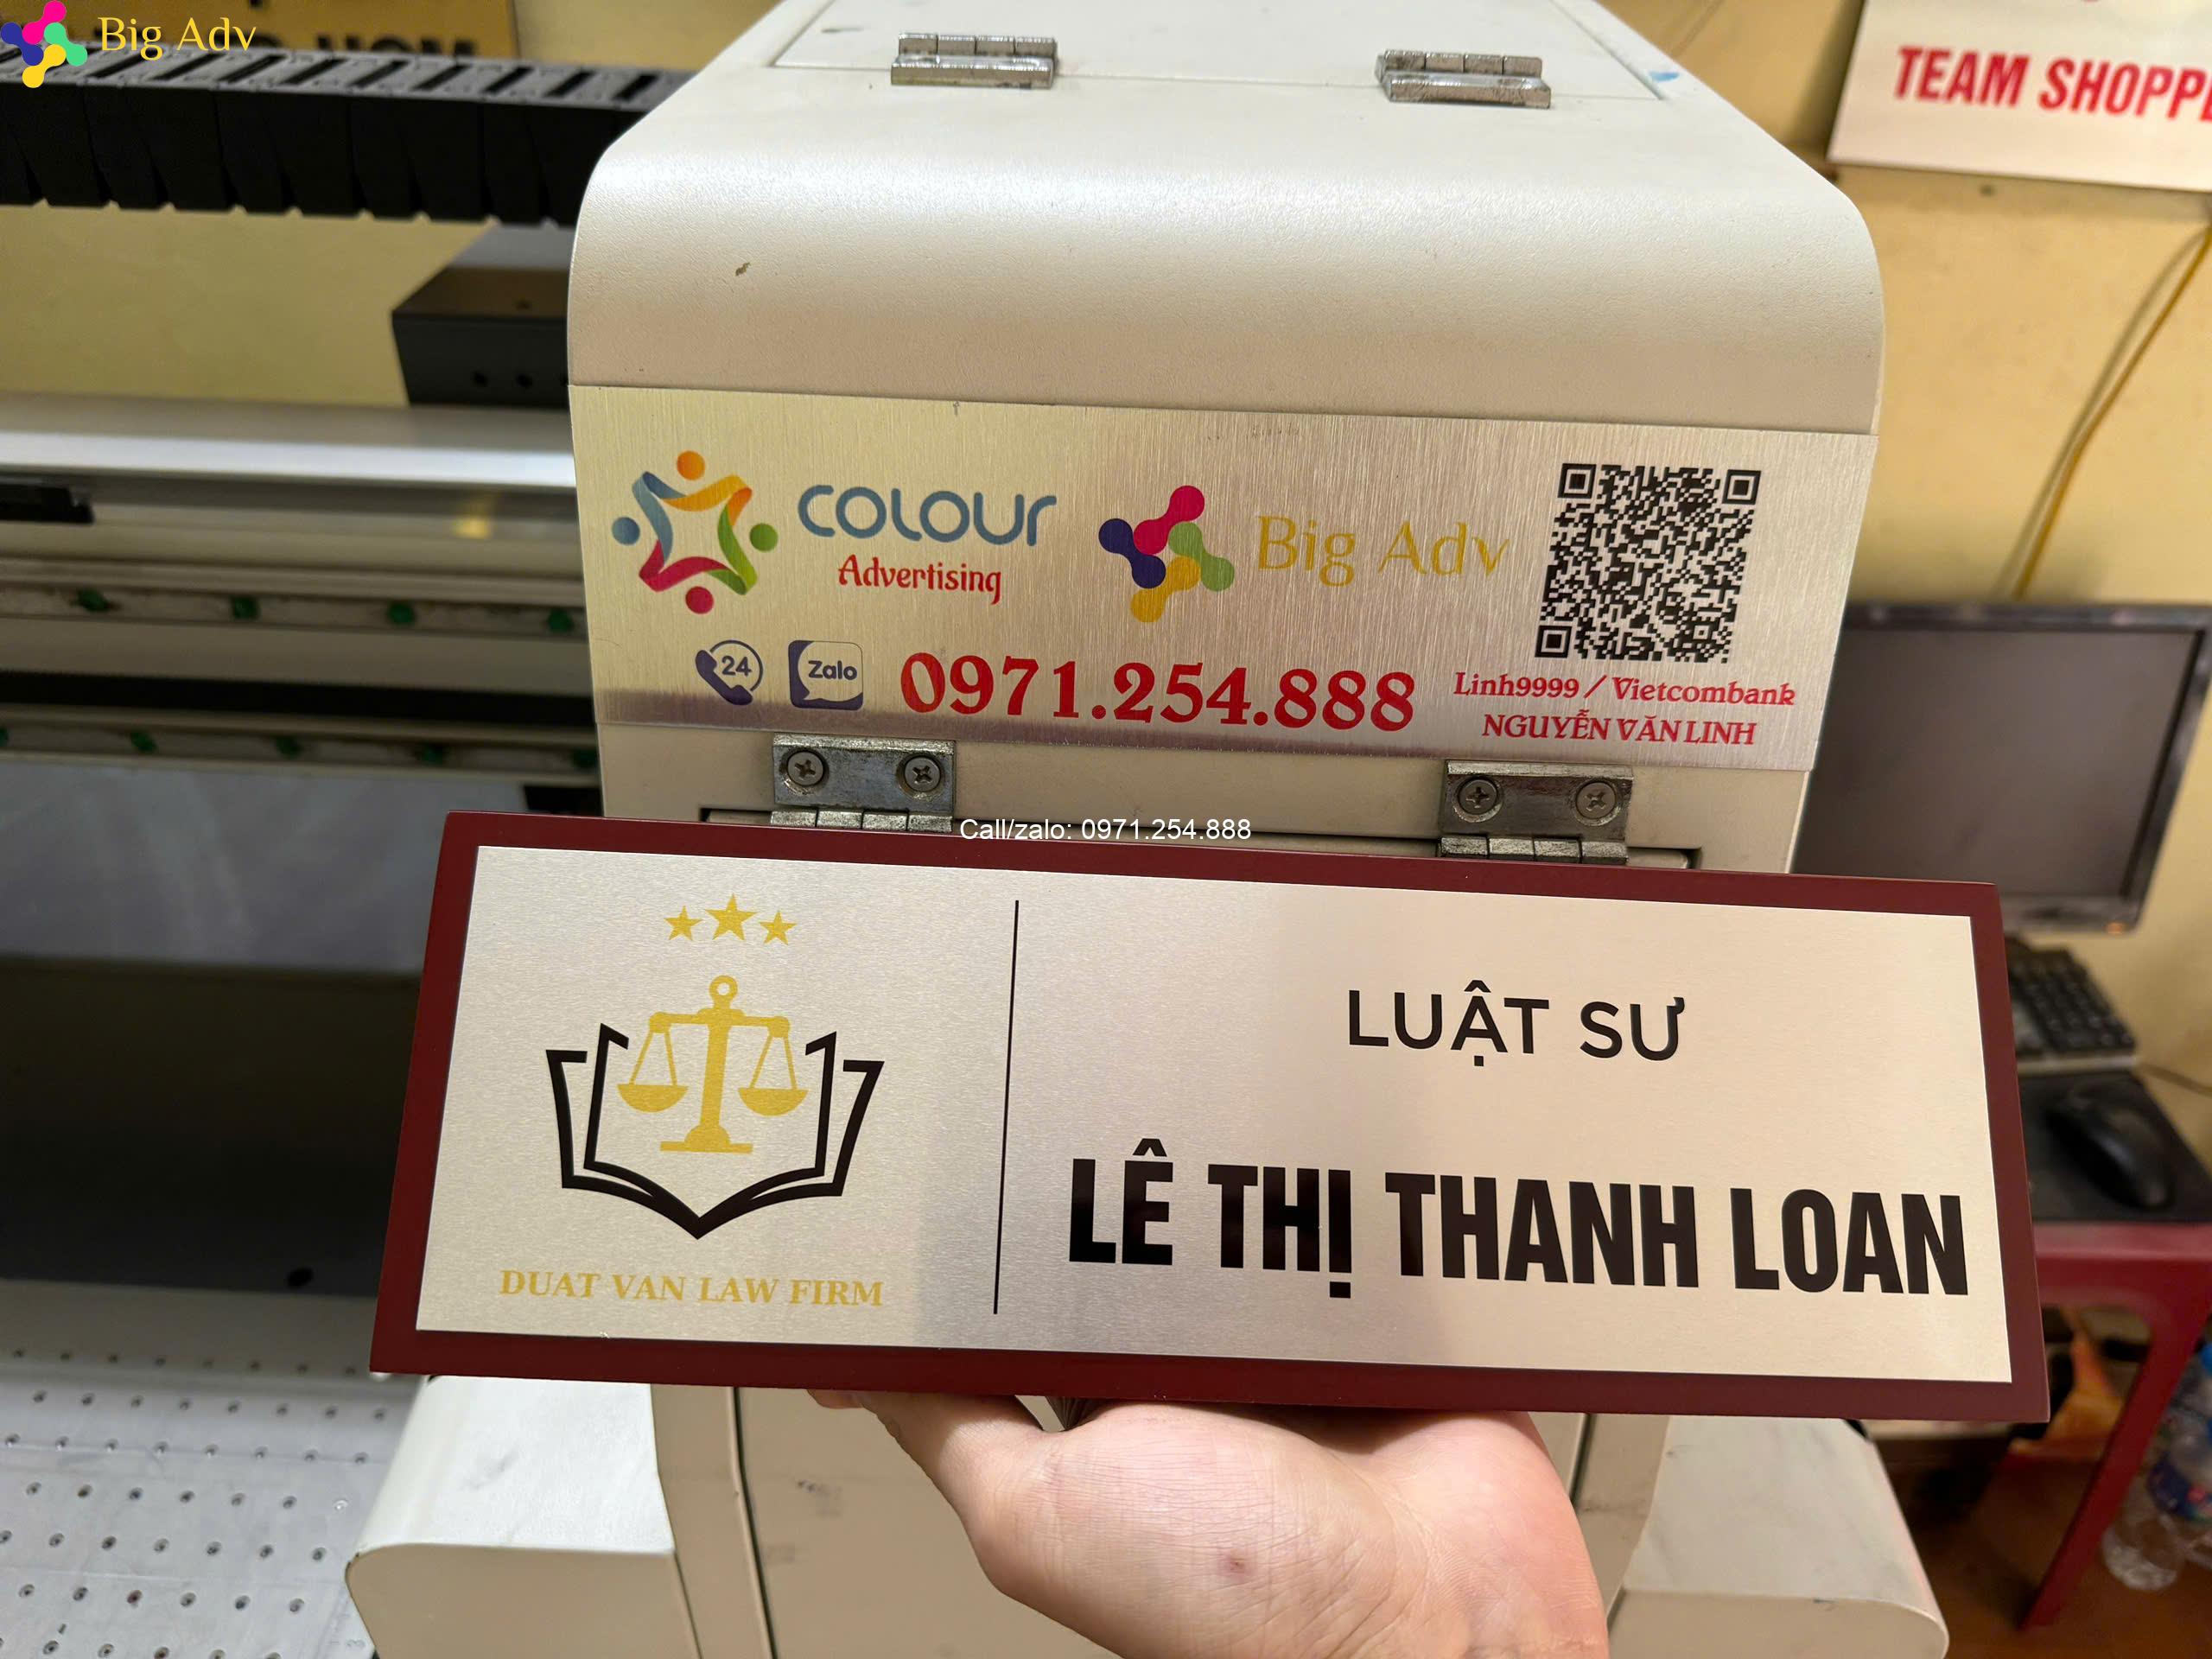 Big Adv
TEAM SHOPP
COLOUR
Advertising
Big Adv
24
Zalo
0971.254.888
Linh9999 / Vietcombank
NGUYỄN VĂN LINH
Call/zalo: 0971.254.888
LUẬT SƯ
LÊ THỊ THANH LOAN
DUAT VAN LAW FIRM